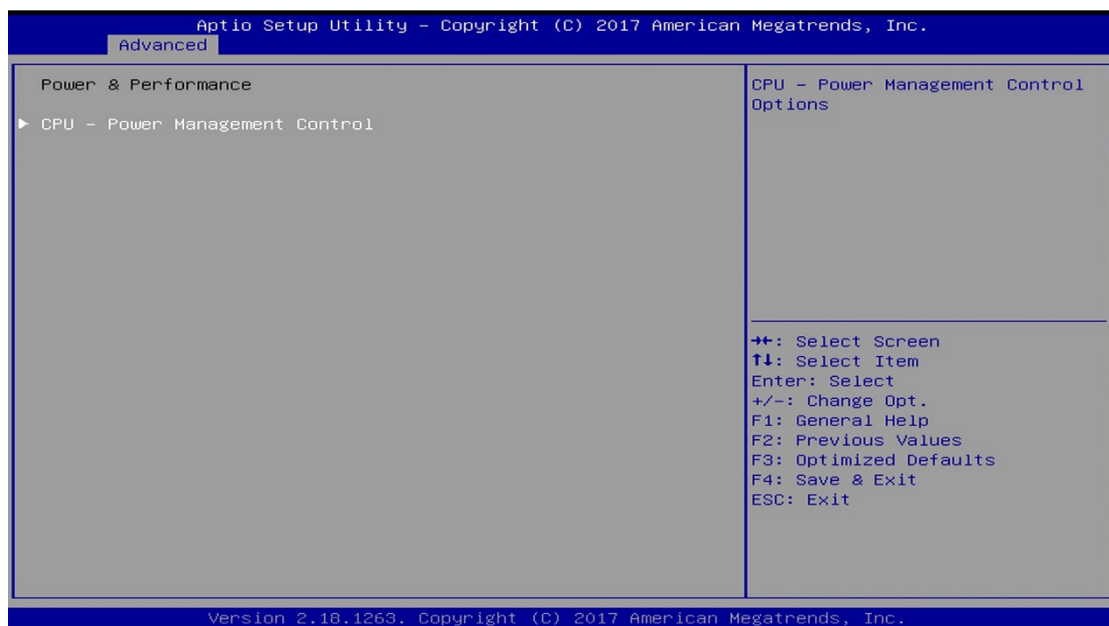 Aptio Setup Utility – Copyright (C) 2017 American Megatrends, Inc.
Advanced
Power & Performance
▶ CPU – Power Management Control
CPU – Power Management Control
Options
→←: Select Screen
↑↓: Select Item
Enter: Select
+/-: Change Opt.
F1: General Help
F2: Previous Values
F3: Optimized Defaults
F4: Save & Exit
ESC: Exit
Version 2.18.1263. Copyright (C) 2017 American Megatrends, Inc.